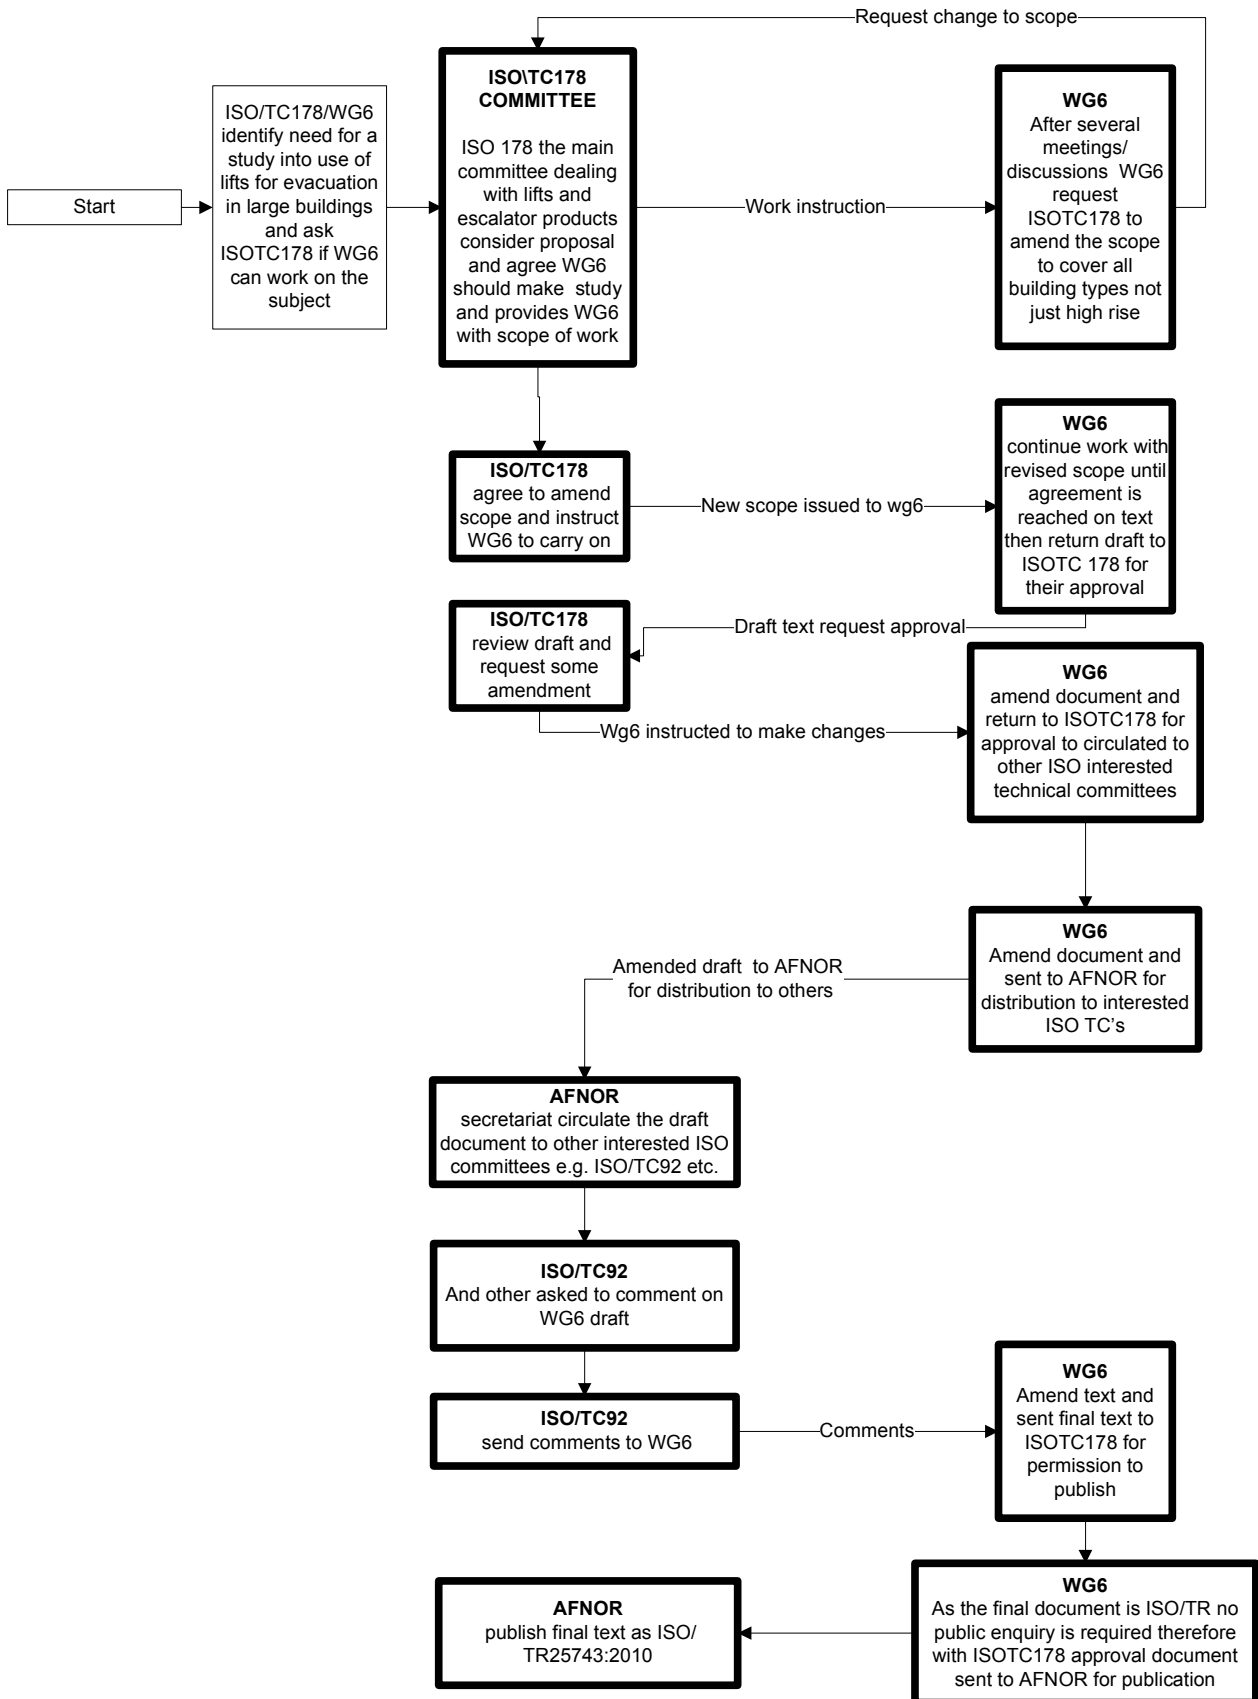 Request change to scope
ISO\TC178
COMMITTEE
ISO 178 the main
committee dealing
with lifts and
escalator products
consider proposal
and agree WG6
should make study
and provides WG6
with scope of work
ISO/TC178/WG6
identify need for a
study into use of
lifts for evacuation
in large buildings
and ask
ISOTC178 if WG6
can work on the
subject
Start
Work instruction
WG6
After several
meetings/
discussions WG6
request
ISOTC178 to
amend the scope
to cover all
building types not
just high rise
ISO/TC178
agree to amend
scope and instruct
WG6 to carry on
New scope issued to wg6
WG6
continue work with
revised scope until
agreement is
reached on text
then return draft to
ISOTC 178 for
their approval
ISO/TC178
review draft and
request some
amendment
Draft text request approval
Wg6 instructed to make changes
WG6
amend document and
return to ISOTC178 for
approval to circulated to
other ISO interested
technical committees
WG6
Amend document and
sent to AFNOR for
distribution to interested
ISO TC's
Amended draft to AFNOR
for distribution to others
AFNOR
secretariat circulate the draft
document to other interested ISO
committees e.g. ISO/TC92 etc.
ISO/TC92
And other asked to comment on
WG6 draft
ISO/TC92
send comments to WG6
Comments
WG6
Amend text and
sent final text to
ISOTC178 for
permission to
publish
WG6
As the final document is ISO/TR no
public enquiry is required therefore
with ISOTC178 approval document
sent to AFNOR for publication
AFNOR
publish final text as ISO/
TR25743:2010